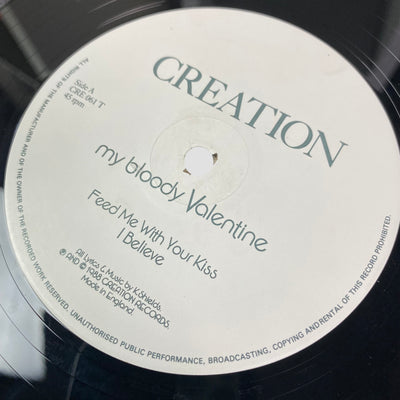 CREATION
Side A
CRE 061 T
45 rpm
my bloody Valentine
Feed Me With Your Kiss
I Believe
All Lyrics & Music by K.Shields.
℗ AND © 1988 CREATION RECORDS.
Made in England.
ALL RIGHTS OF THE MANUFACTURER AND OF THE OWNER OF THE RECORDED WORK RESERVED. UNAUTHORISED PUBLIC PERFORMANCE, BROADCASTING, COPYING AND RENTAL OF THIS RECORD PROHIBITED.